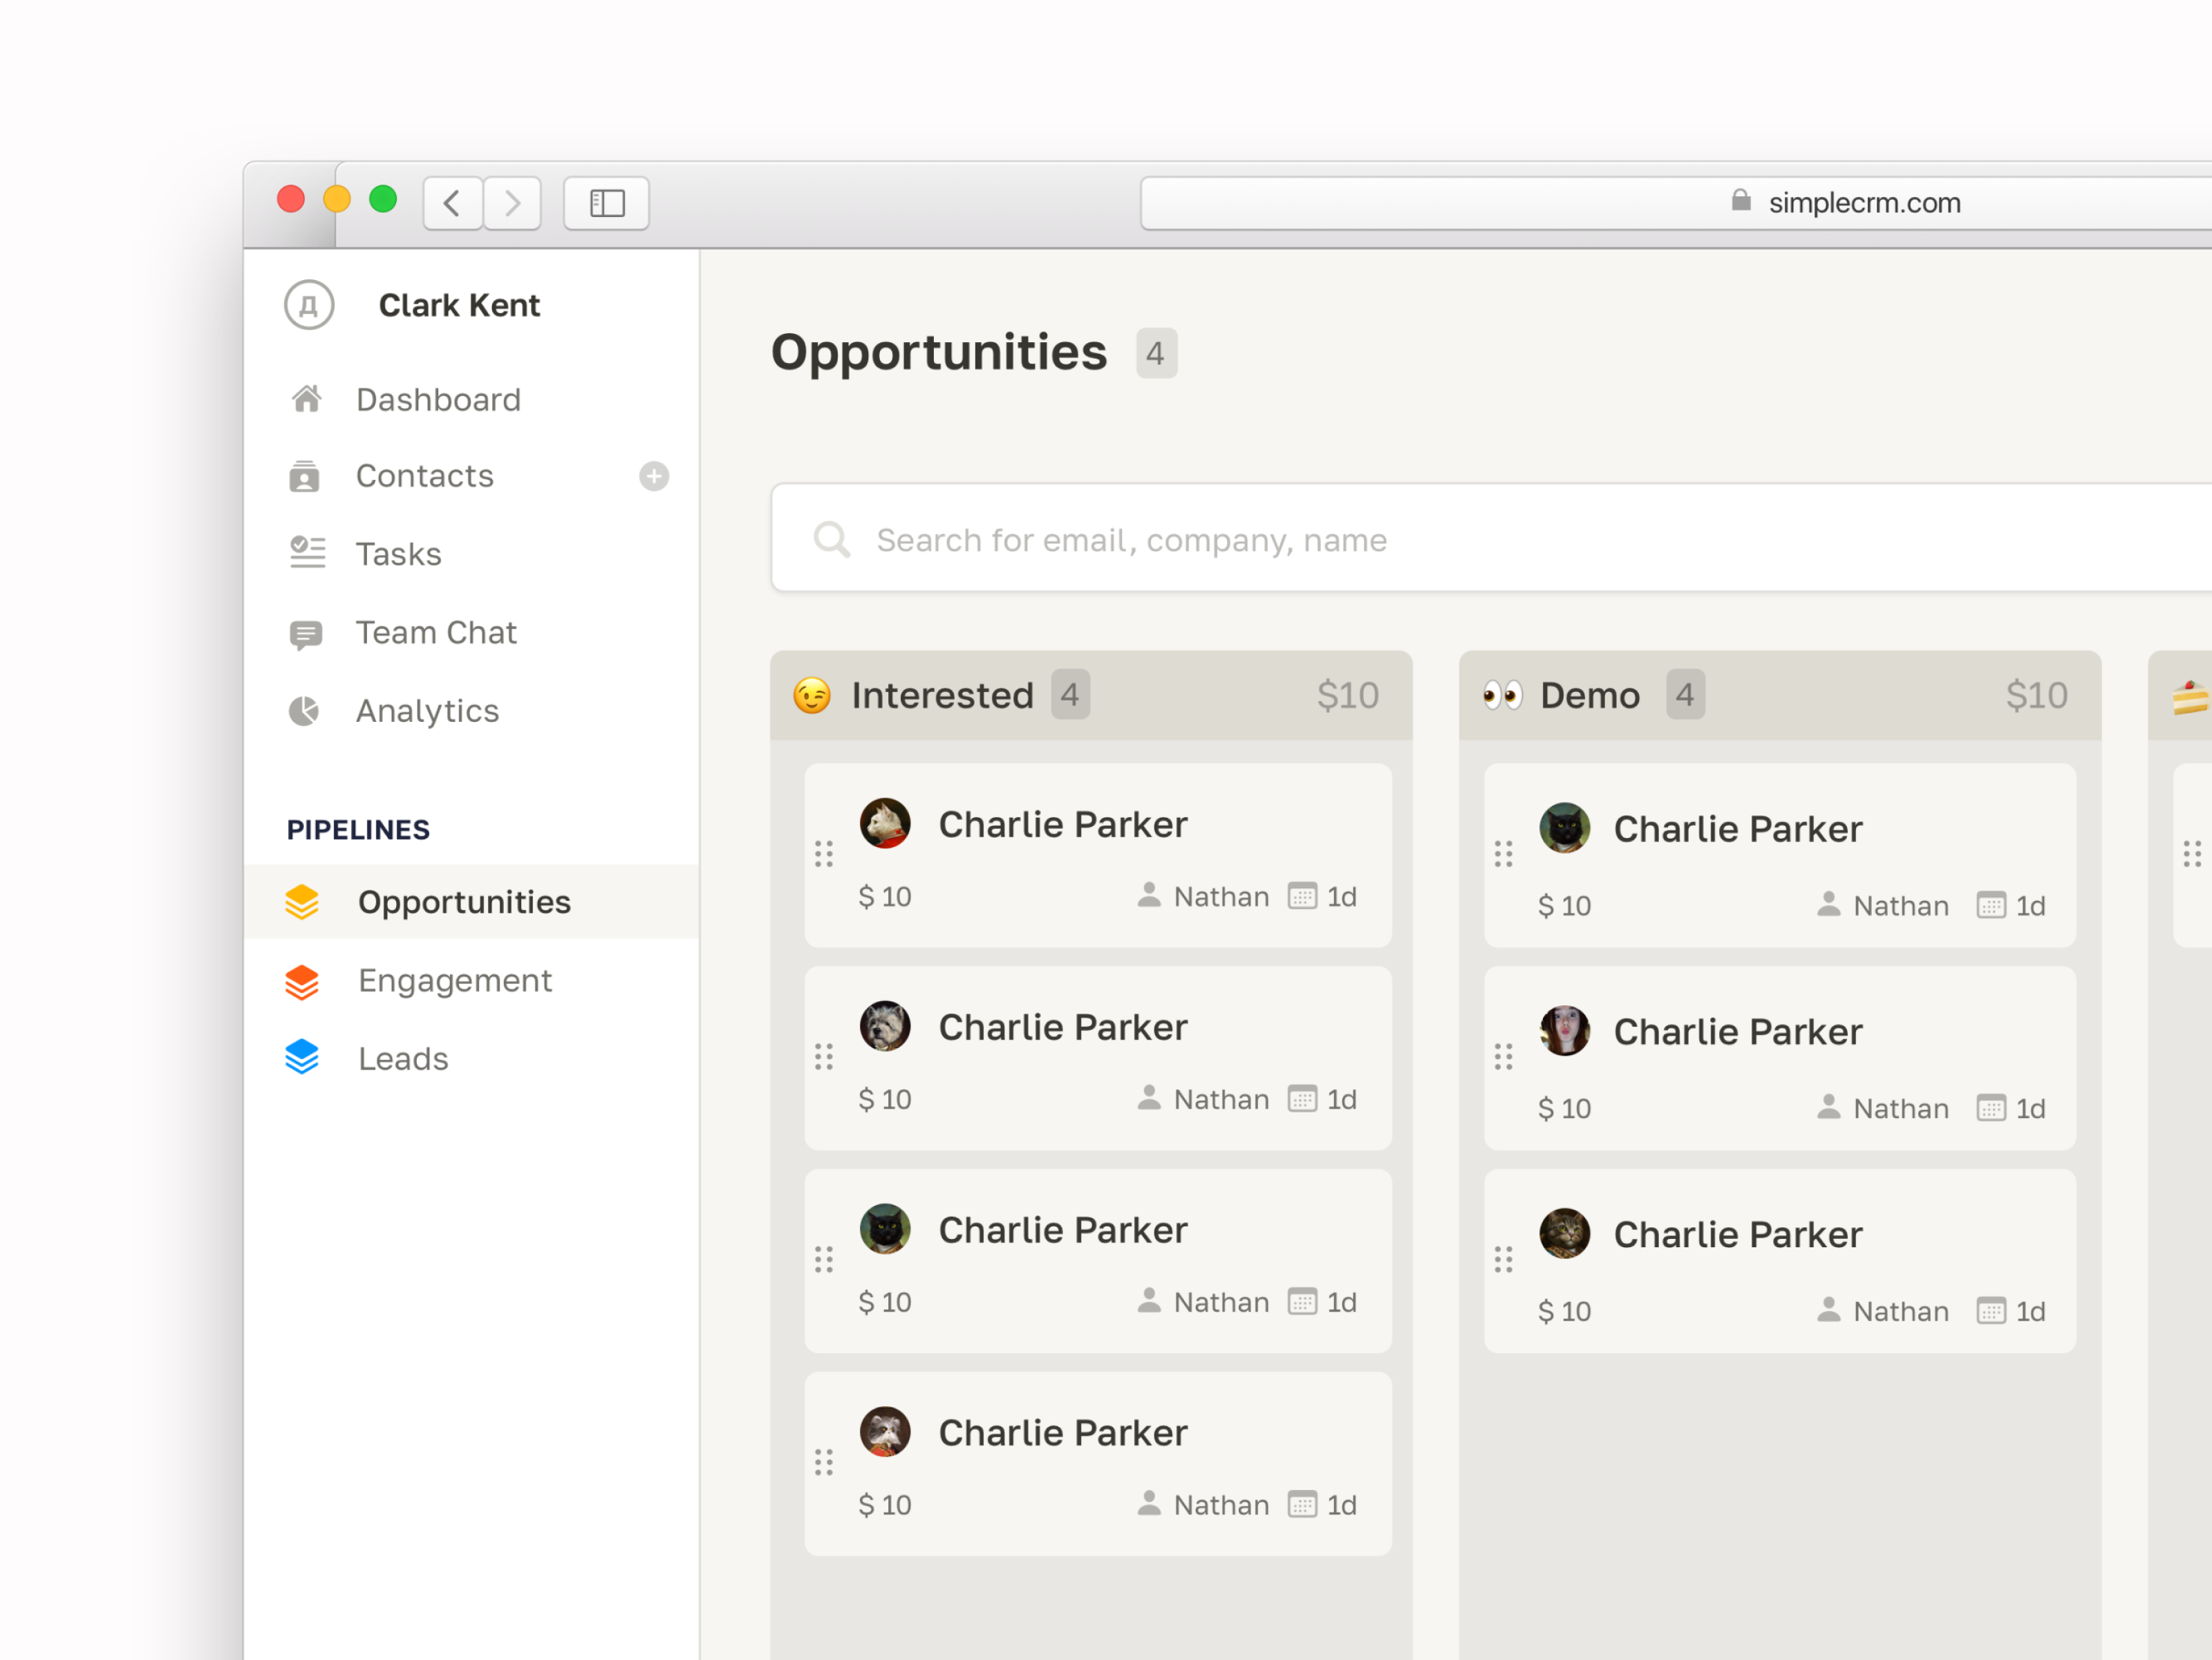 simplecrm.com
Д Clark Kent
Dashboard
Contacts
Tasks
Team Chat
Analytics
PIPELINES
Opportunities
Engagement
Leads
Opportunities 4
Search for email, company, name
Interested 4 $10
Charlie Parker
$ 10 Nathan 1d
Charlie Parker
$ 10 Nathan 1d
Charlie Parker
$ 10 Nathan 1d
Charlie Parker
$ 10 Nathan 1d
Demo 4 $10
Charlie Parker
$ 10 Nathan 1d
Charlie Parker
$ 10 Nathan 1d
Charlie Parker
$ 10 Nathan 1d